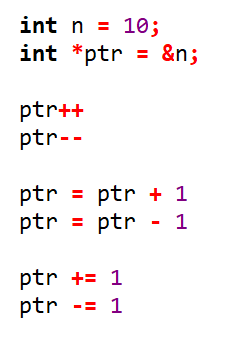 int n = 10;
int *ptr = &n;
ptr++
ptr--
ptr = ptr + 1
ptr = ptr - 1
ptr += 1
ptr -= 1